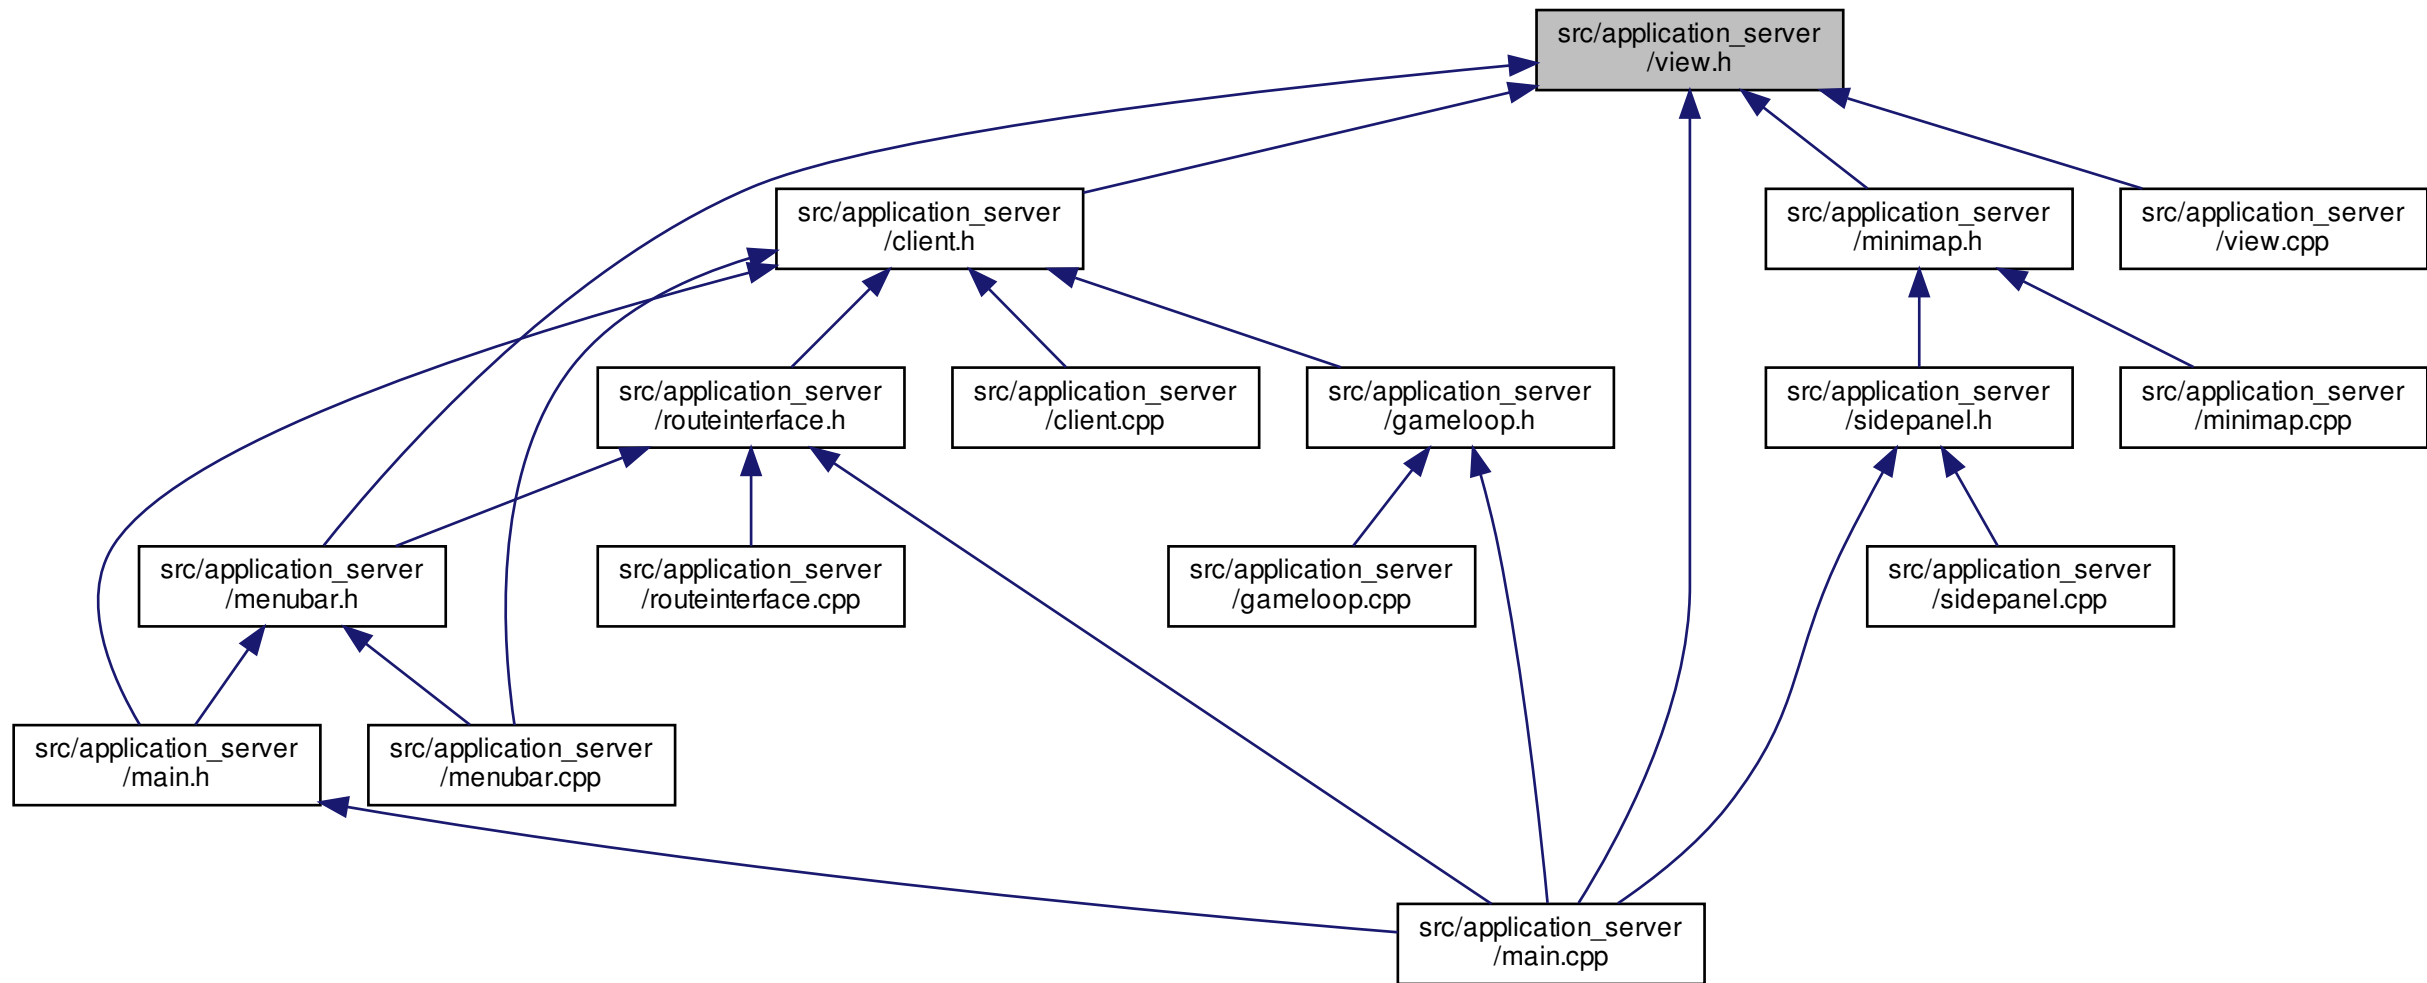 src/application_server
/view.h
src/application_server
/client.h
src/application_server
/minimap.h
src/application_server
/view.cpp
src/application_server
/routeinterface.h
src/application_server
/client.cpp
src/application_server
/gameloop.h
src/application_server
/sidepanel.h
src/application_server
/minimap.cpp
src/application_server
/menubar.h
src/application_server
/routeinterface.cpp
src/application_server
/gameloop.cpp
src/application_server
/sidepanel.cpp
src/application_server
/main.h
src/application_server
/menubar.cpp
src/application_server
/main.cpp